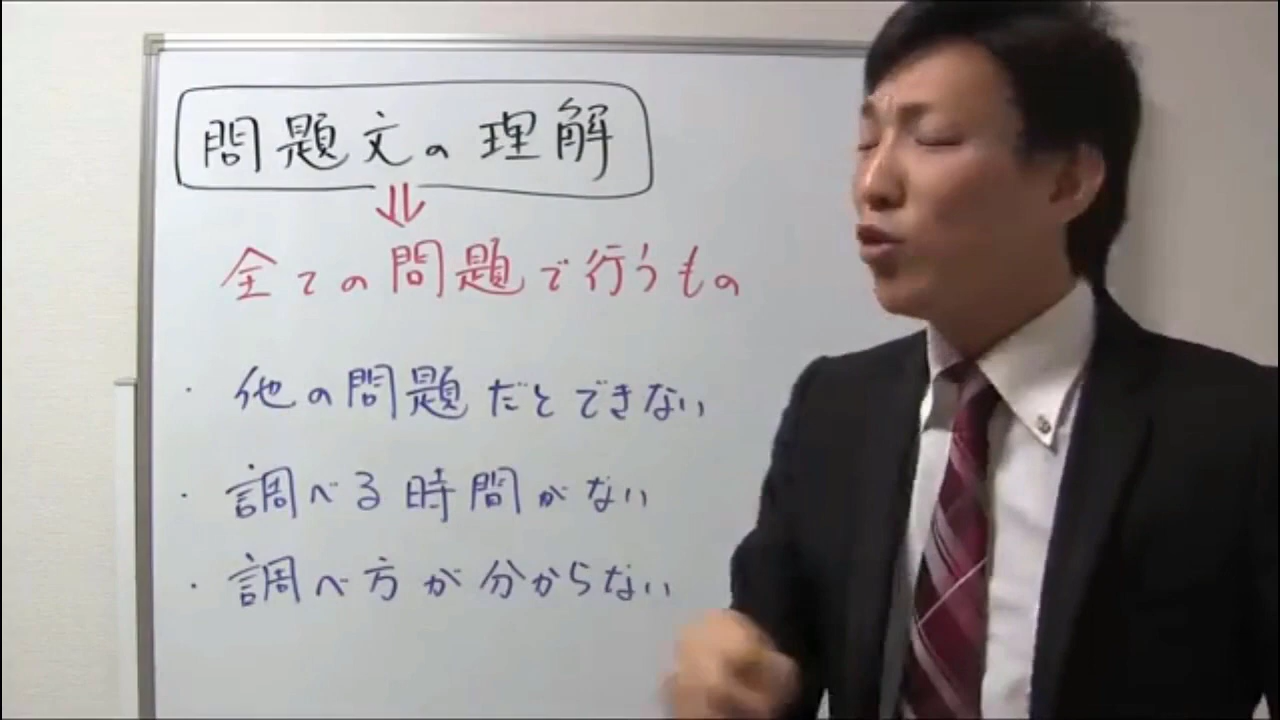 問題文の理解
全ての問題で行うもの
・他の問題だとできない
・調べる時間がない
・調べ方が分からない